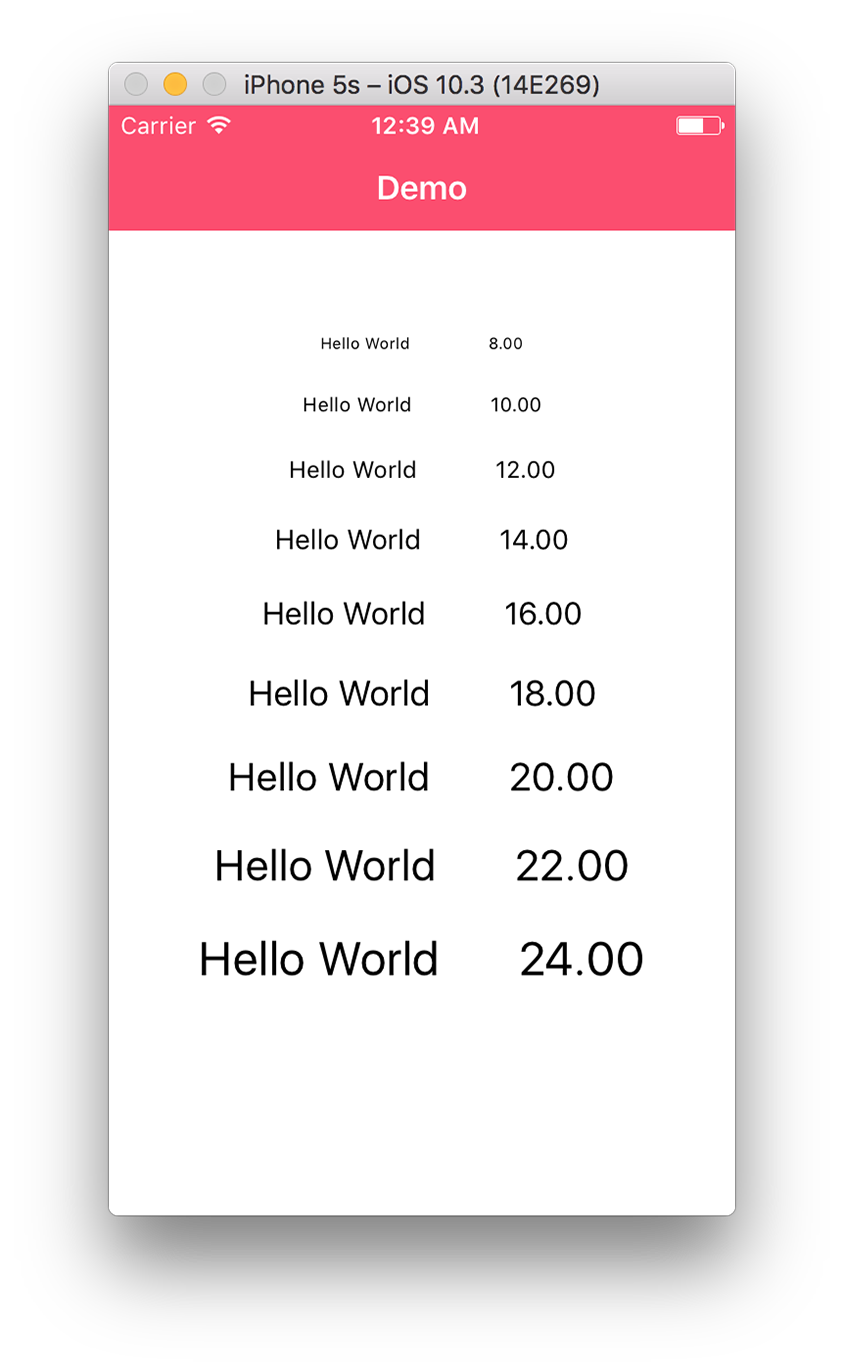 iPhone 5s – iOS 10.3 (14E269)
Carrier 12:39 AM
Demo
Hello World 8.00
Hello World 10.00
Hello World 12.00
Hello World 14.00
Hello World 16.00
Hello World 18.00
Hello World 20.00
Hello World 22.00
Hello World 24.00